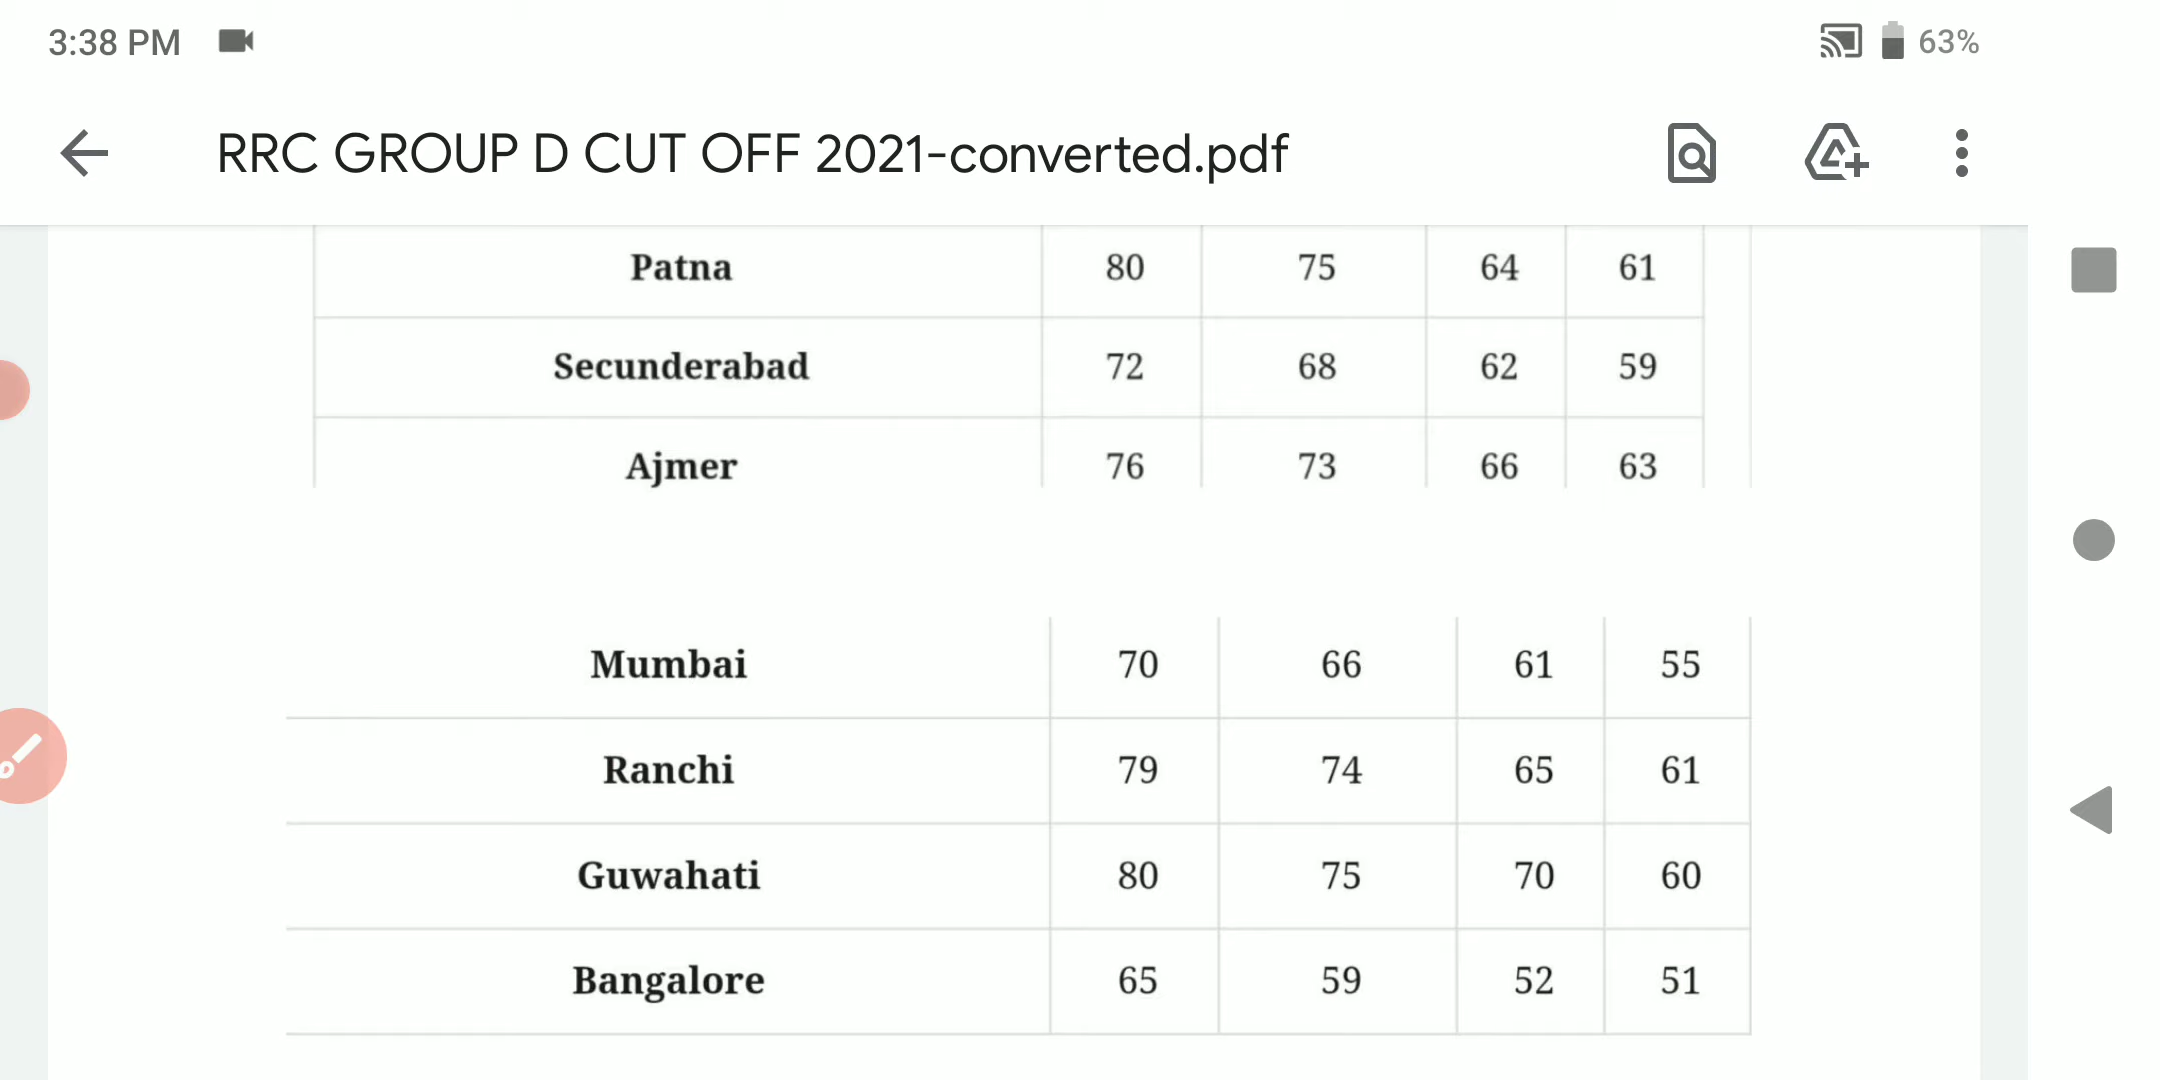 3:38 PM 63%
RRC GROUP D CUT OFF 2021-converted.pdf
Patna 80 75 64 61
Secunderabad 72 68 62 59
Ajmer 76 73 66 63
Mumbai 70 66 61 55
Ranchi 79 74 65 61
Guwahati 80 75 70 60
Bangalore 65 59 52 51